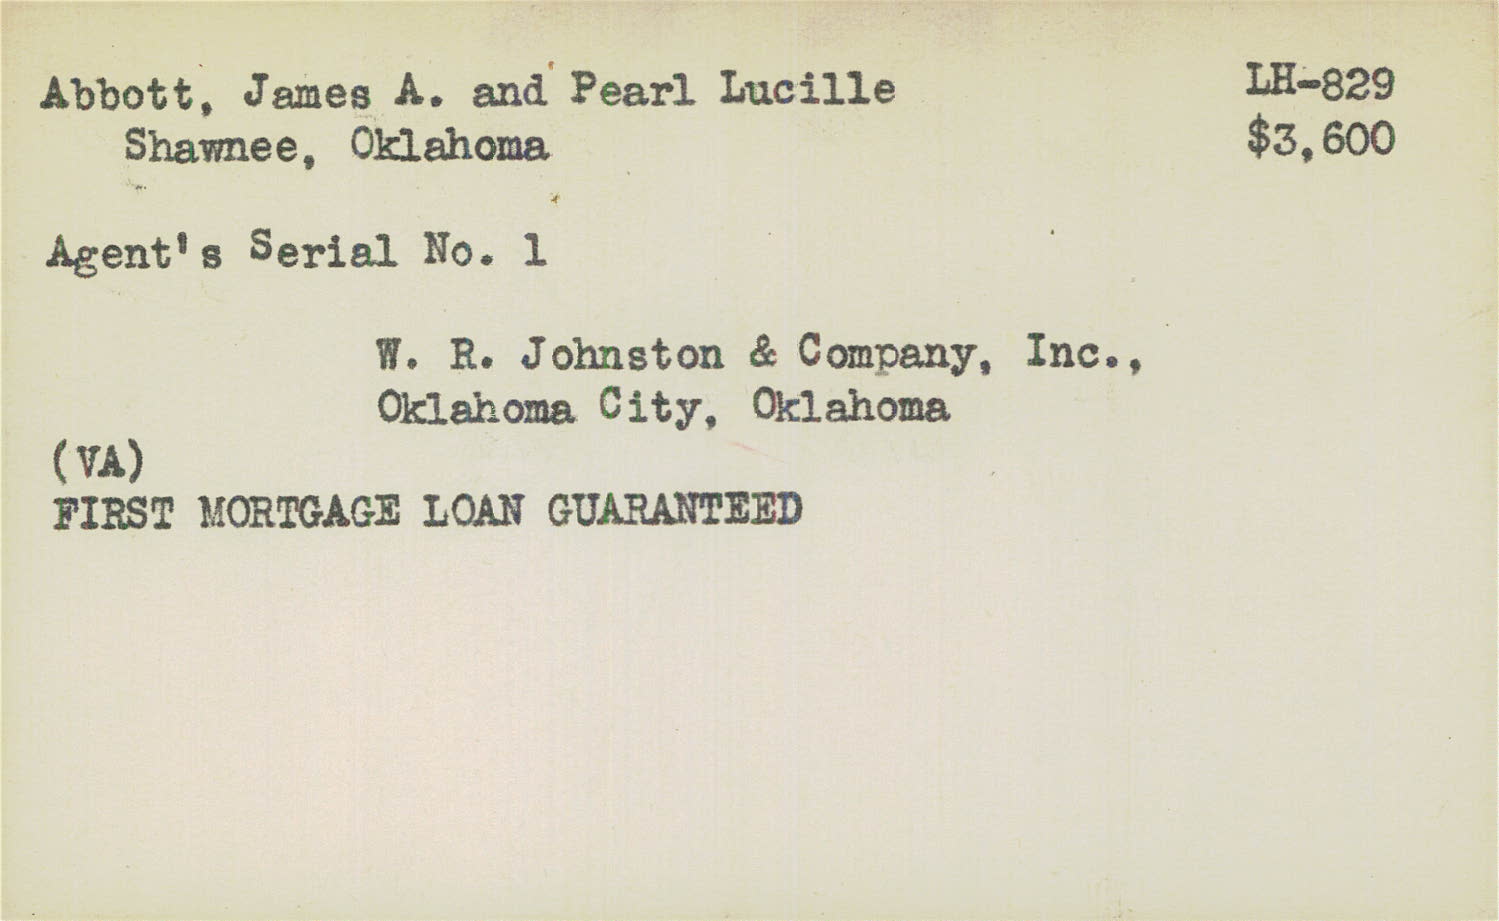 Abbott, James A. and Pearl Lucille LH-829
Shawnee, Oklahoma $3,600
Agent's Serial No. 1
W. R. Johnston & Company, Inc.,
Oklahoma City, Oklahoma
(VA)
FIRST MORTGAGE LOAN GUARANTEED